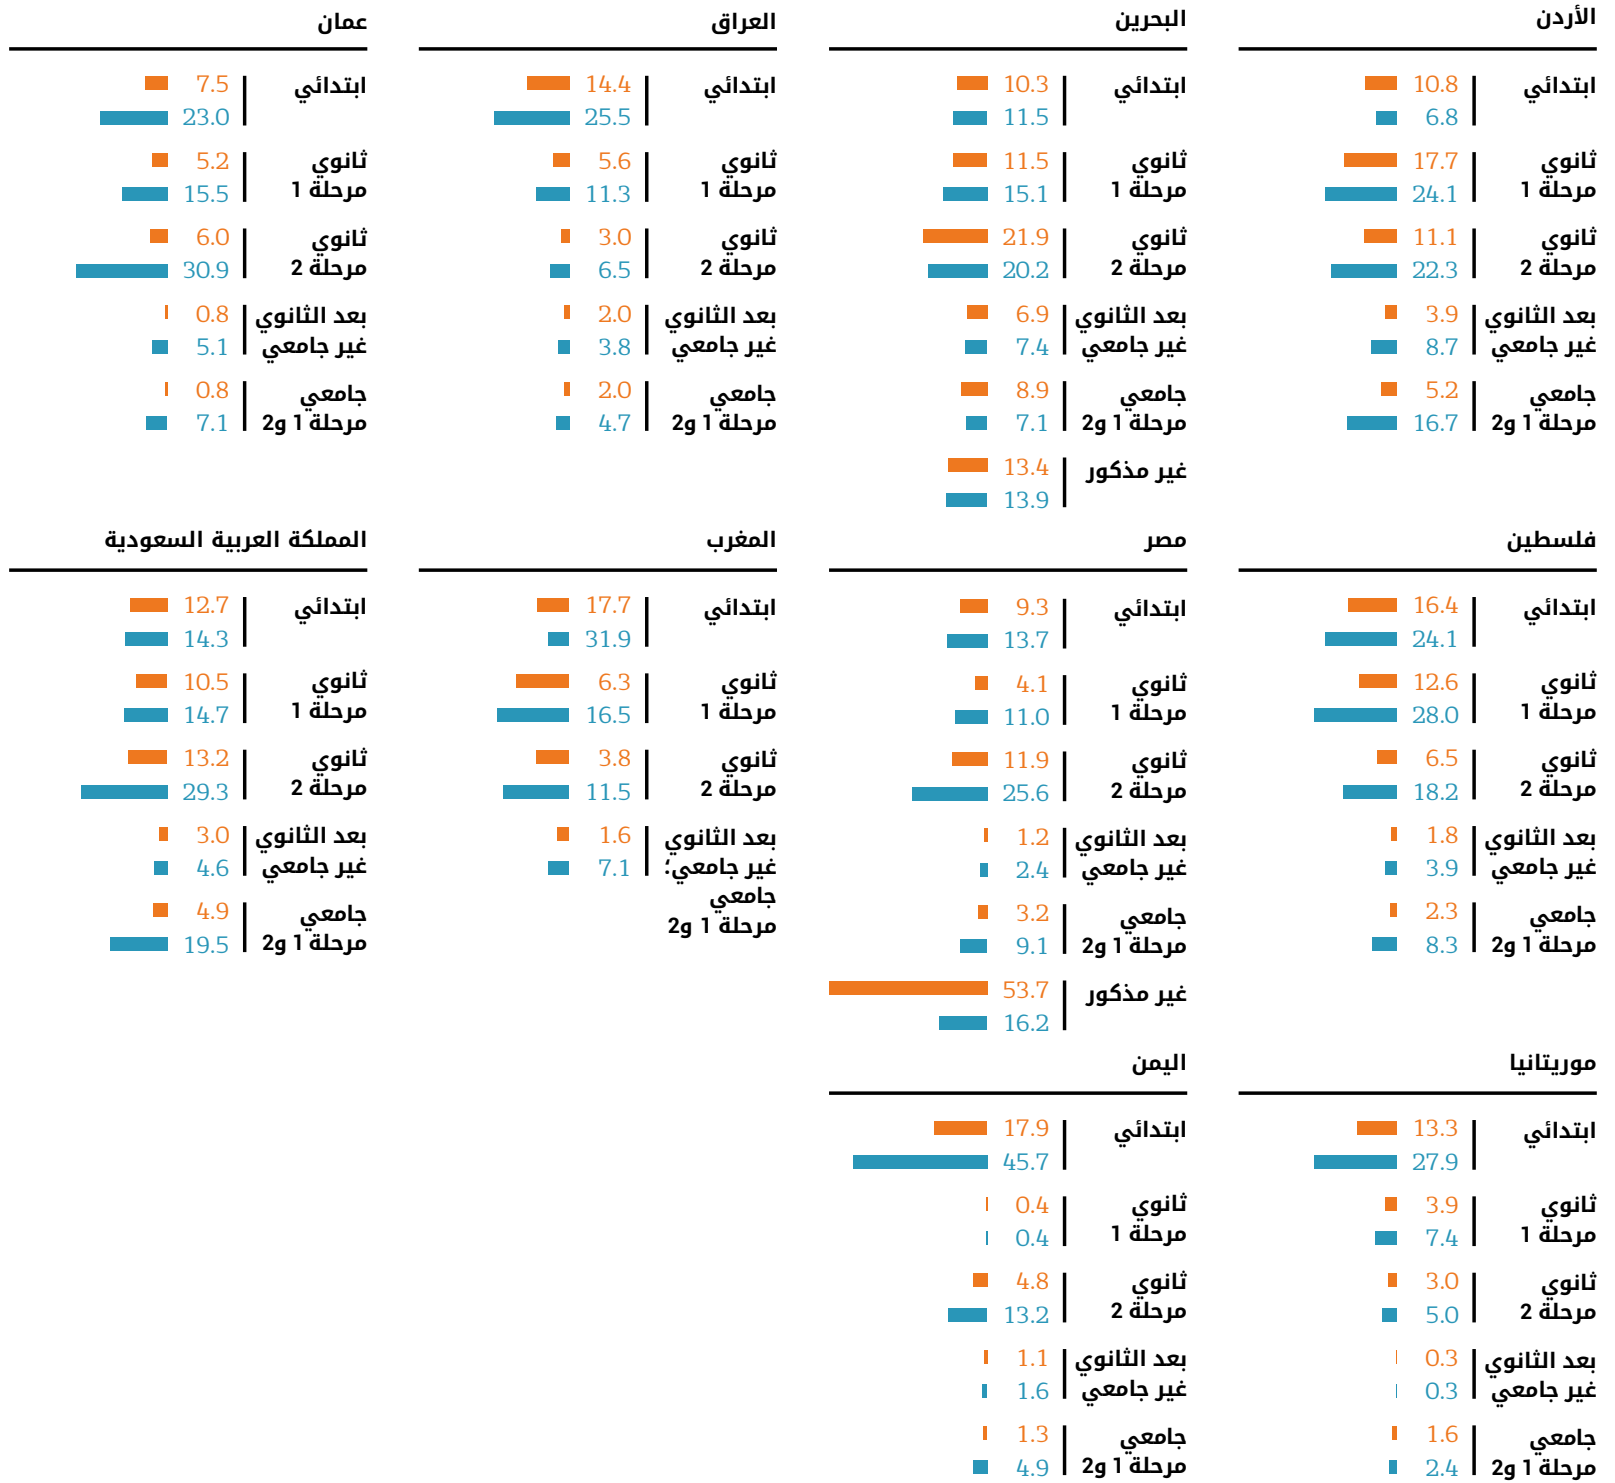 الأردن
ابتدائي
10.8
6.8
ثانوي
مرحلة 1
17.7
24.1
ثانوي
مرحلة 2
11.1
22.3
بعد الثانوي
غير جامعي
3.9
8.7
جامعي
مرحلة 1 و2
5.2
16.7
البحرين
ابتدائي
10.3
11.5
ثانوي
مرحلة 1
11.5
15.1
ثانوي
مرحلة 2
21.9
20.2
بعد الثانوي
غير جامعي
6.9
7.4
جامعي
مرحلة 1 و2
8.9
7.1
غير مذكور
13.4
13.9
العراق
ابتدائي
14.4
25.5
ثانوي
مرحلة 1
5.6
11.3
ثانوي
مرحلة 2
3.0
6.5
بعد الثانوي
غير جامعي
2.0
3.8
جامعي
مرحلة 1 و2
2.0
4.7
عمان
ابتدائي
7.5
23.0
ثانوي
مرحلة 1
5.2
15.5
ثانوي
مرحلة 2
6.0
30.9
بعد الثانوي
غير جامعي
0.8
5.1
جامعي
مرحلة 1 و2
0.8
7.1
فلسطين
ابتدائي
16.4
24.1
ثانوي
مرحلة 1
12.6
28.0
ثانوي
مرحلة 2
6.5
18.2
بعد الثانوي
غير جامعي
1.8
3.9
جامعي
مرحلة 1 و2
2.3
8.3
مصر
ابتدائي
9.3
13.7
ثانوي
مرحلة 1
4.1
11.0
ثانوي
مرحلة 2
11.9
25.6
بعد الثانوي
غير جامعي
1.2
2.4
جامعي
مرحلة 1 و2
3.2
9.1
غير مذكور
53.7
16.2
المغرب
ابتدائي
17.7
31.9
ثانوي
مرحلة 1
6.3
16.5
ثانوي
مرحلة 2
3.8
11.5
بعد الثانوي
غير جامعي؛
جامعي
مرحلة 1 و2
1.6
7.1
المملكة العربية السعودية
ابتدائي
12.7
14.3
ثانوي
مرحلة 1
10.5
14.7
ثانوي
مرحلة 2
13.2
29.3
بعد الثانوي
غير جامعي
3.0
4.6
جامعي
مرحلة 1 و2
4.9
19.5
موريتانيا
ابتدائي
13.3
27.9
ثانوي
مرحلة 1
3.9
7.4
ثانوي
مرحلة 2
3.0
5.0
بعد الثانوي
غير جامعي
0.3
0.3
جامعي
مرحلة 1 و2
1.6
2.4
اليمن
ابتدائي
17.9
45.7
ثانوي
مرحلة 1
0.4
0.4
ثانوي
مرحلة 2
4.8
13.2
بعد الثانوي
غير جامعي
1.1
1.6
جامعي
مرحلة 1 و2
1.3
4.9